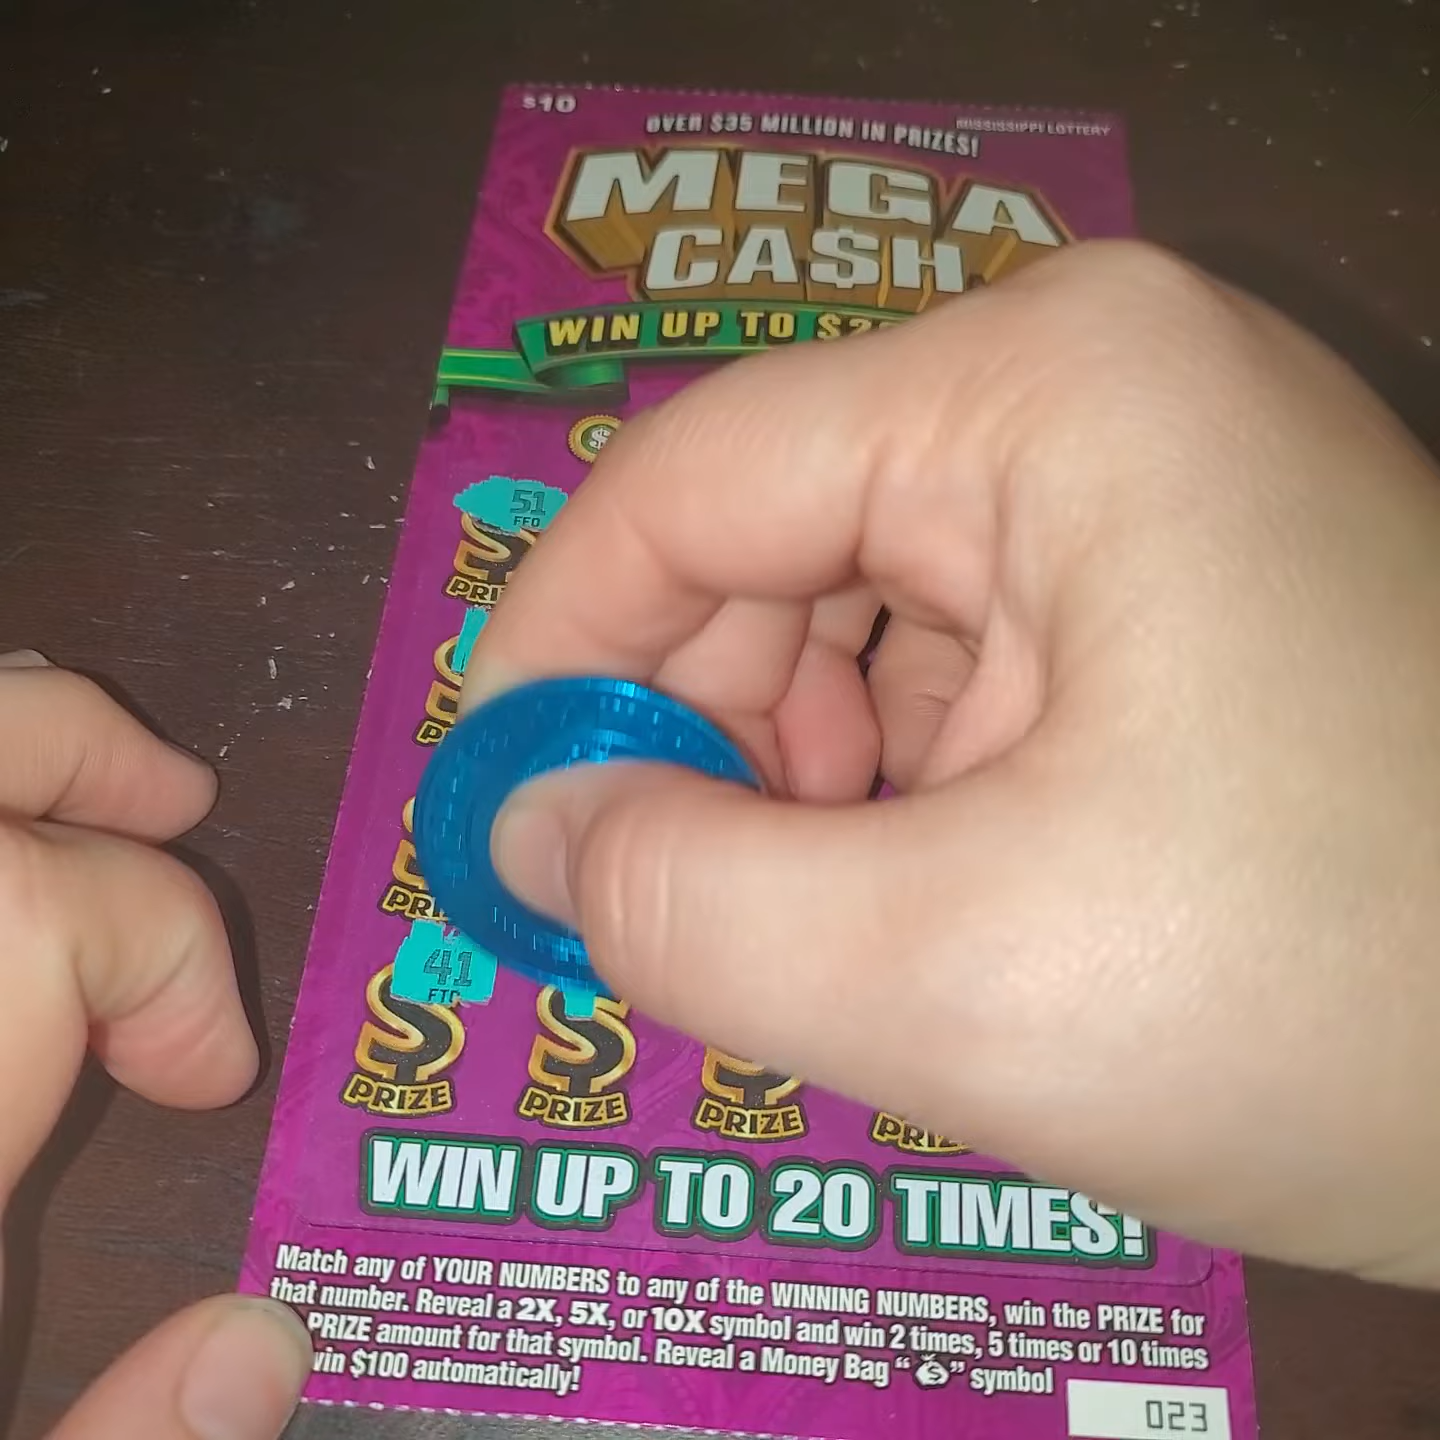 $10
OVER $35 MILLION IN PRIZES!
MISSISSIPPI LOTTERY
MEGA
CA$H
WIN UP TO
51
FFO
41
PRIZE PRIZE PRIZE
WIN UP TO 20 TIMES!
Match any of YOUR NUMBERS to any of the WINNING NUMBERS, win the PRIZE for
that number. Reveal a 2X, 5X, or 10X symbol and win 2 times, 5 times or 10 times
PRIZE amount for that symbol. Reveal a Money Bag “ ” symbol
win $100 automatically!
023